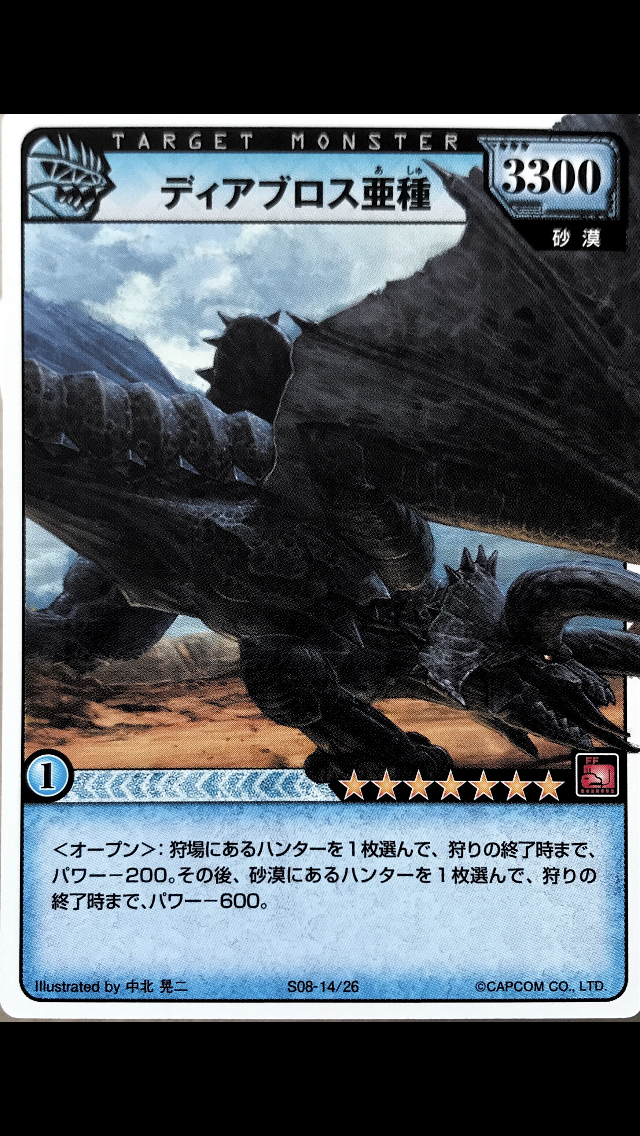 TARGET MONSTER
ディアブロス亜種
あ しゅ
3300
砂漠
1
FF
＜オープン＞：狩場にあるハンターを１枚選んで、狩りの終了時まで、
パワー－200。その後、砂漠にあるハンターを１枚選んで、狩りの
終了時まで、パワー－600。
Illustrated by 中北 晃二
S08-14/26
©CAPCOM CO., LTD.